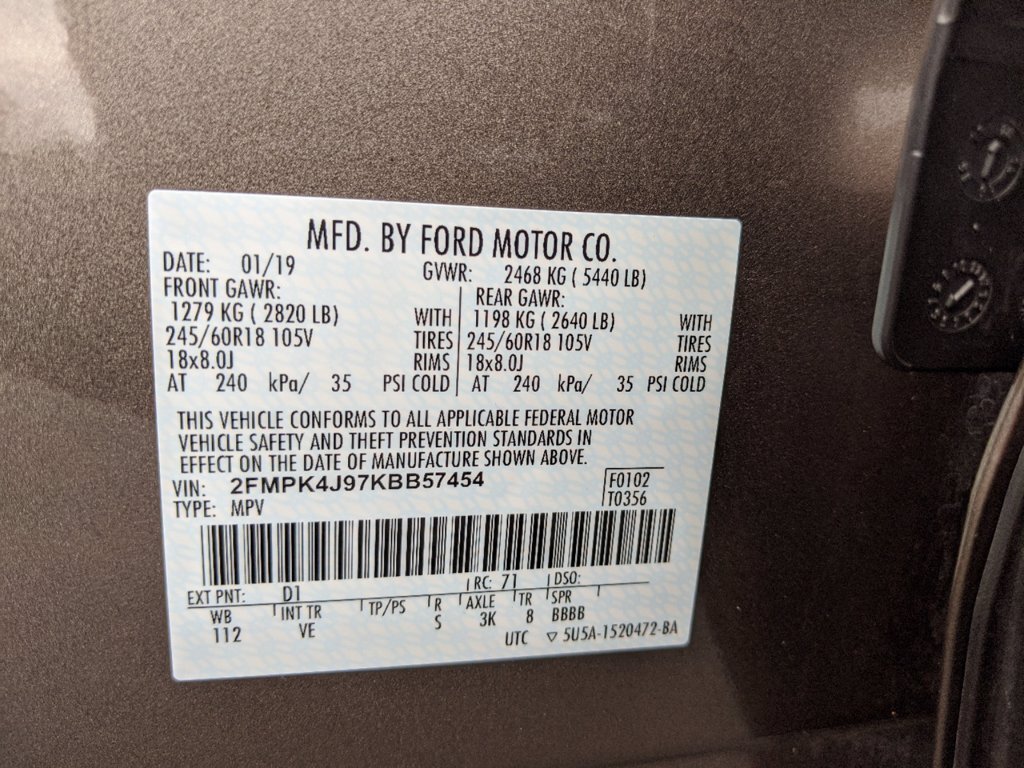 MFD. BY FORD MOTOR CO.
DATE: 01/19 GVWR: 2468 KG ( 5440 LB)
FRONT GAWR: REAR GAWR:
1279 KG ( 2820 LB) WITH 1198 KG ( 2640 LB) WITH
245/60R18 105V TIRES 245/60R18 105V TIRES
18x8.0J RIMS 18x8.0J RIMS
AT 240 kPa/ 35 PSI COLD AT 240 kPa/ 35 PSI COLD
THIS VEHICLE CONFORMS TO ALL APPLICABLE FEDERAL MOTOR
VEHICLE SAFETY AND THEFT PREVENTION STANDARDS IN
EFFECT ON THE DATE OF MANUFACTURE SHOWN ABOVE.
VIN: 2FMPK4J97KBB57454 F0102
TYPE: MPV T0356
EXT PNT: D1 RC: 71 DSO:
WB INT TR TP/PS R AXLE TR SPR
112 VE S 3K 8 BBBB
UTC ▽ 5U5A-1520472-BA